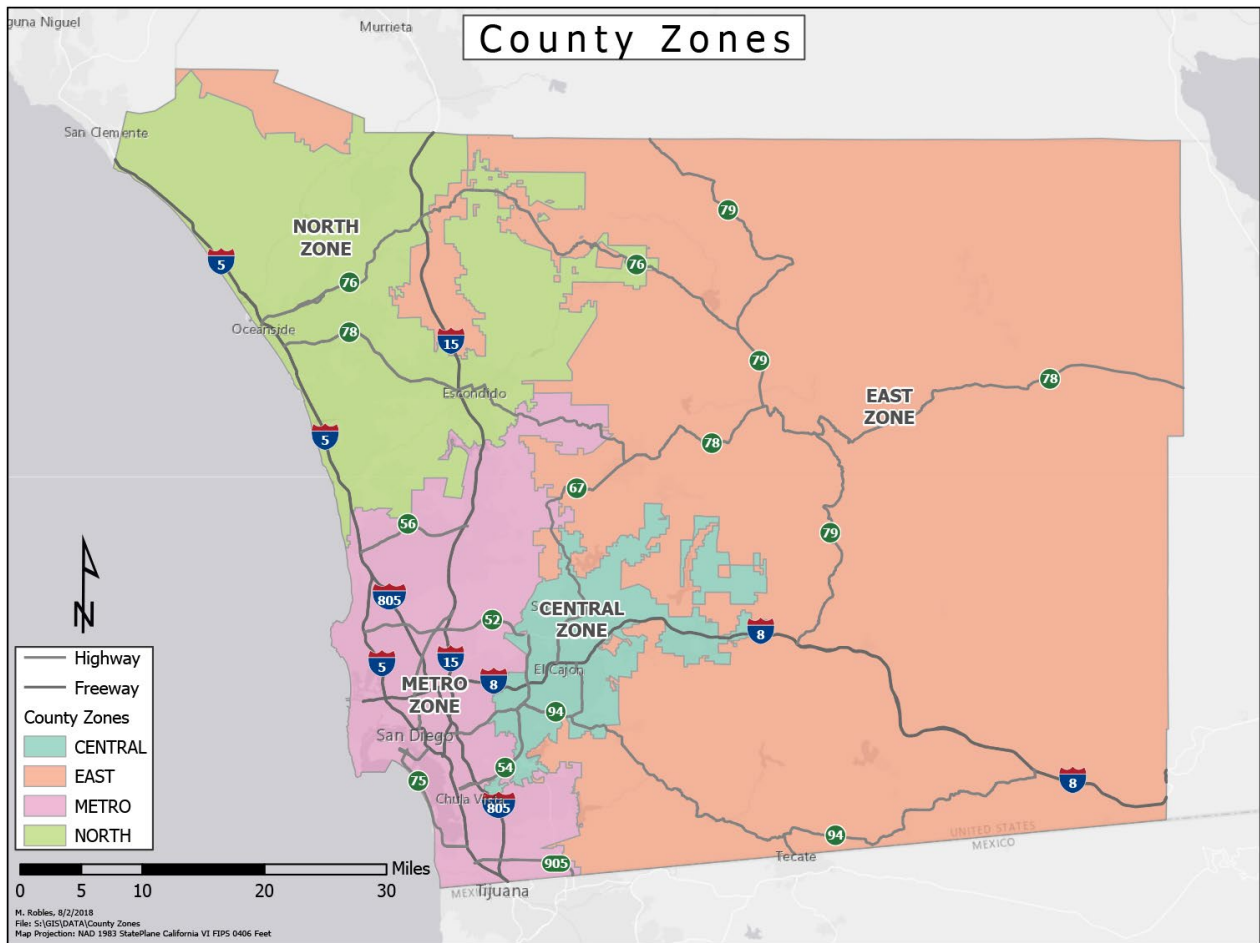 County Zones
guna Niguel
Murrieta
San Clemente
NORTH
ZONE
79
5
76
76
Oceanside
78
15
79
78
Escondido
EAST
ZONE
5
78
67
56
79
805
CENTRAL
ZONE
52
8
5
15
El Cajon
8
METRO
ZONE
94
San Diego
54
75
8
Chula Vista
805
94
UNITED STATES
MEXICO
Tecate
905
Tijuana
N
Highway
Freeway
County Zones
CENTRAL
EAST
METRO
NORTH
Miles
0 5 10 20 30
M. Robles, 8/2/2018
File: S:\GIS\DATA\County Zones
Map Projection: NAD 1983 StatePlane California VI FIPS 0406 Feet